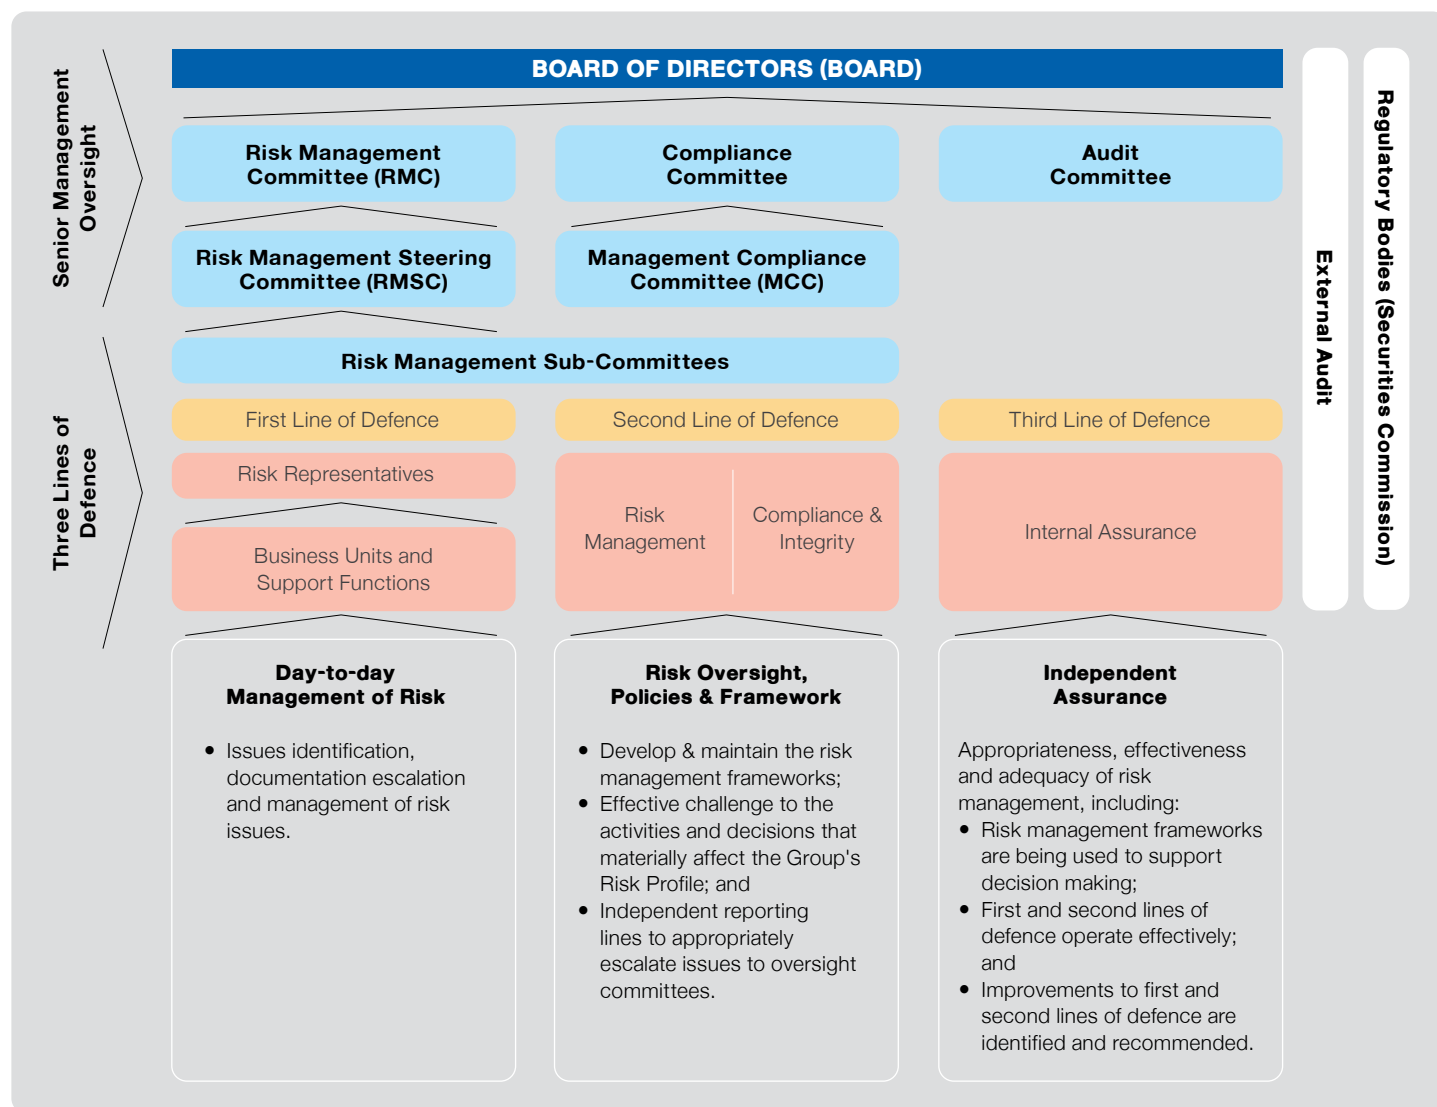 Senior Management
Oversight
BOARD OF DIRECTORS (BOARD)
Risk Management
Committee (RMC)
Compliance
Committee
Audit
Committee
Risk Management Steering
Committee (RMSC)
Management Compliance
Committee (MCC)
Risk Management Sub-Committees
Three Lines of
Defence
First Line of Defence
Second Line of Defence
Third Line of Defence
Risk Representatives
Business Units and
Support Functions
Risk
Management
Compliance &
Integrity
Internal Assurance
External Audit
Regulatory Bodies (Securities Commission)
Day-to-day
Management of Risk
• Issues identification,
documentation escalation
and management of risk
issues.
Risk Oversight,
Policies & Framework
• Develop & maintain the risk
management frameworks;
• Effective challenge to the
activities and decisions that
materially affect the Group's
Risk Profile; and
• Independent reporting
lines to appropriately
escalate issues to oversight
committees.
Independent
Assurance
Appropriateness, effectiveness
and adequacy of risk
management, including:
• Risk management frameworks
are being used to support
decision making;
• First and second lines of
defence operate effectively;
and
• Improvements to first and
second lines of defence are
identified and recommended.